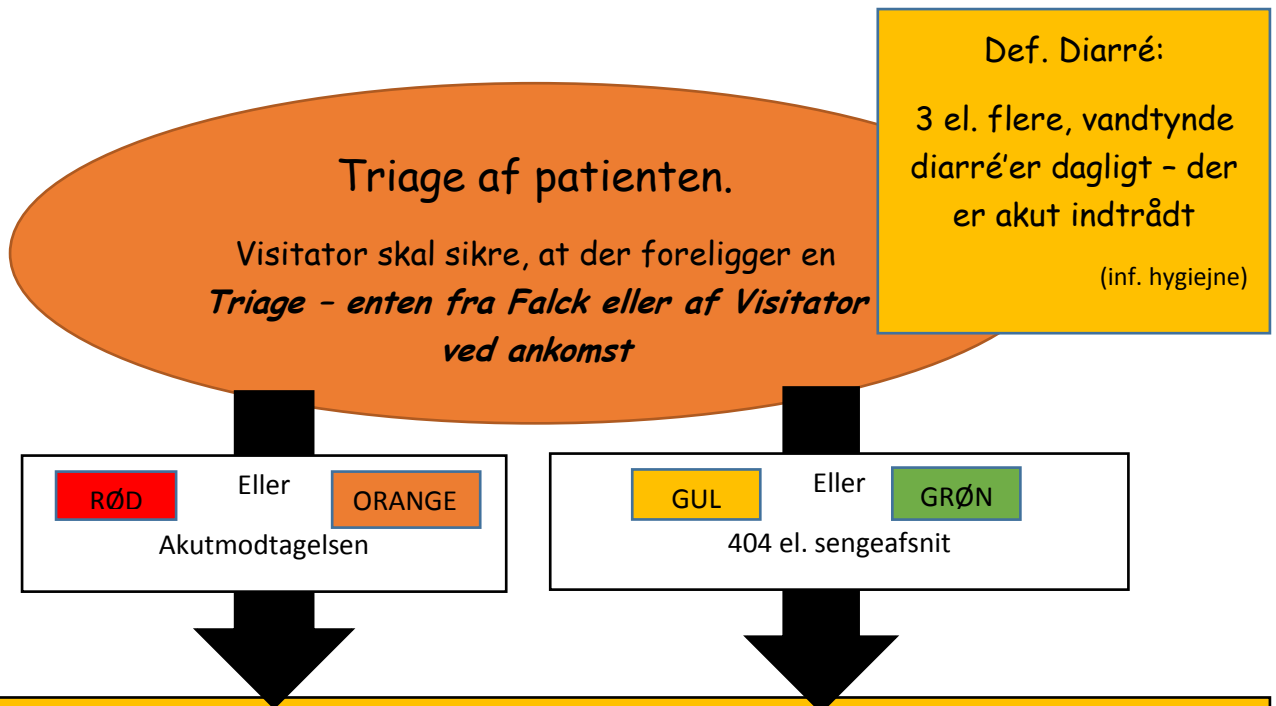 Def. Diarré:
3 el. flere, vandtynde
diarré'er dagligt – der
er akut indtrådt
(inf. hygiejne)
Triage af patienten.
Visitator skal sikre, at der foreligger en
Triage – enten fra Falck eller af Visitator
ved ankomst
RØD Eller ORANGE
Akutmodtagelsen
GUL Eller GRØN
404 el. sengeafsnit